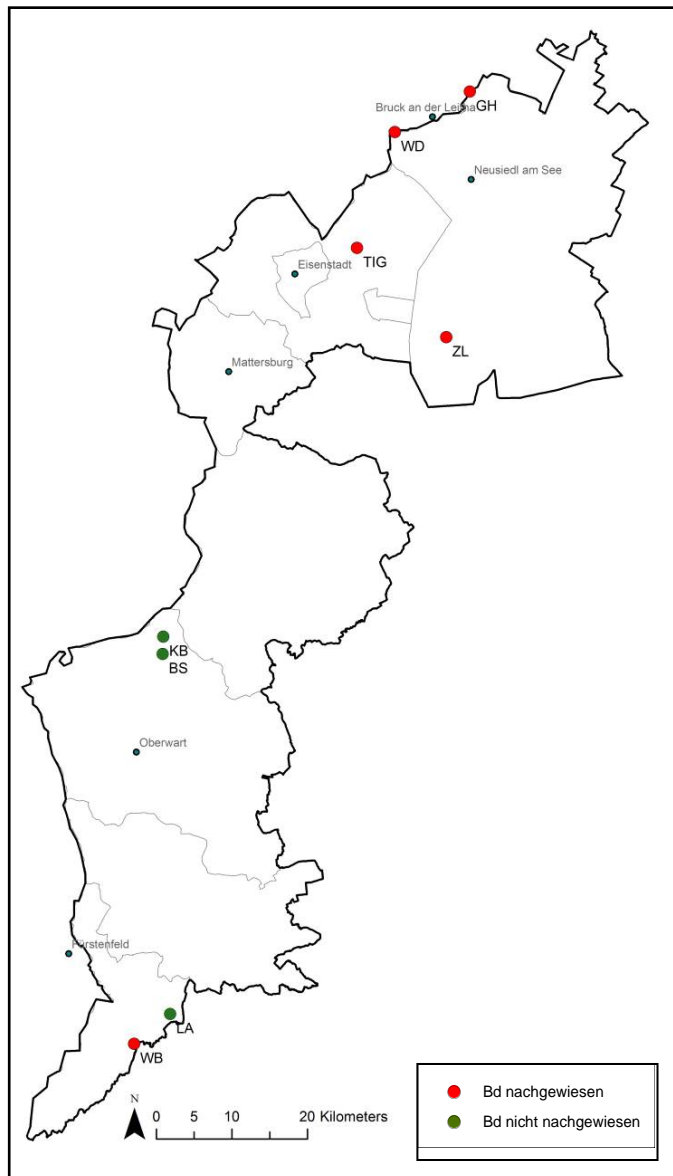 GH
Bruck an der Leitha
WD
Neusiedl am See
TIG
Eisenstadt
ZL
Mattersburg
KB
BS
Oberwart
Fürstenfeld
LA
WB
N
0 5 10 20 Kilometers
Bd nachgewiesen
Bd nicht nachgewiesen